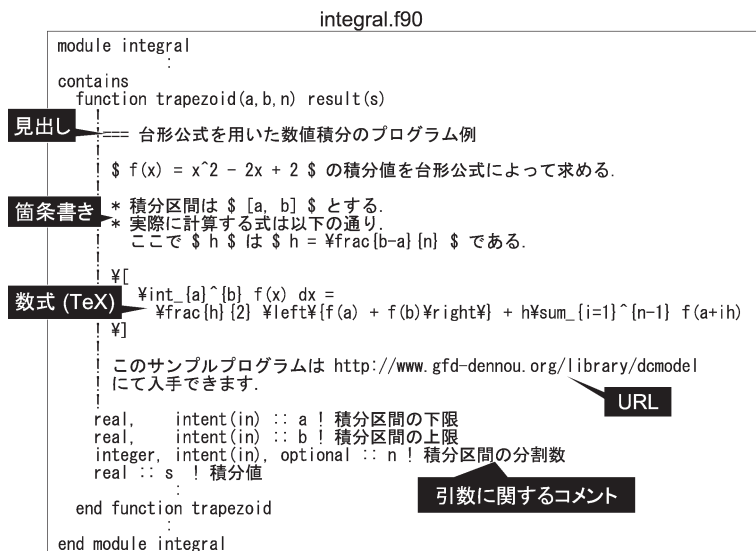 integral.f90
module integral
:
contains
function trapezoid(a,b,n) result(s)
!
見出し
!=== 台形公式を用いた数値積分のプログラム例
!
! $ f(x) = x^2 - 2x + 2 $ の積分値を台形公式によって求める.
!
箇条書き
! * 積分区間は $ [a, b] $ とする.
! * 実際に計算する式は以下の通り.
! ここで $ h $ は $ h = ¥frac{b-a}{n} $ である.
!
! ¥[
数式 (TeX)
! ¥int_{a}^{b} f(x) dx =
! ¥frac{h}{2} ¥left¥{f(a) + f(b)¥right¥} + h¥sum_{i=1}^{n-1} f(a+ih)
! ¥]
!
! このサンプルプログラムは http://www.gfd-dennou.org/library/dcmodel
! にて入手できます.
URL
!
real, intent(in) :: a ! 積分区間の下限
real, intent(in) :: b ! 積分区間の上限
integer, intent(in), optional :: n ! 積分区間の分割数
real :: s ! 積分値
引数に関するコメント
:
end function trapezoid
:
end module integral